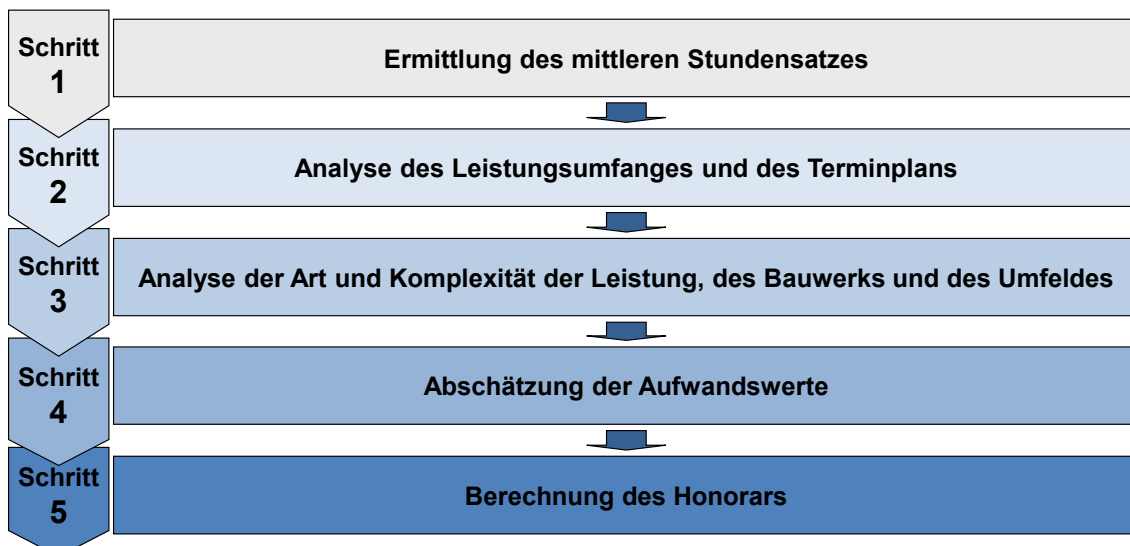 Schritt
1
Ermittlung des mittleren Stundensatzes
Schritt
2
Analyse des Leistungsumfanges und des Terminplans
Schritt
3
Analyse der Art und Komplexität der Leistung, des Bauwerks und des Umfeldes
Schritt
4
Abschätzung der Aufwandswerte
Schritt
5
Berechnung des Honorars